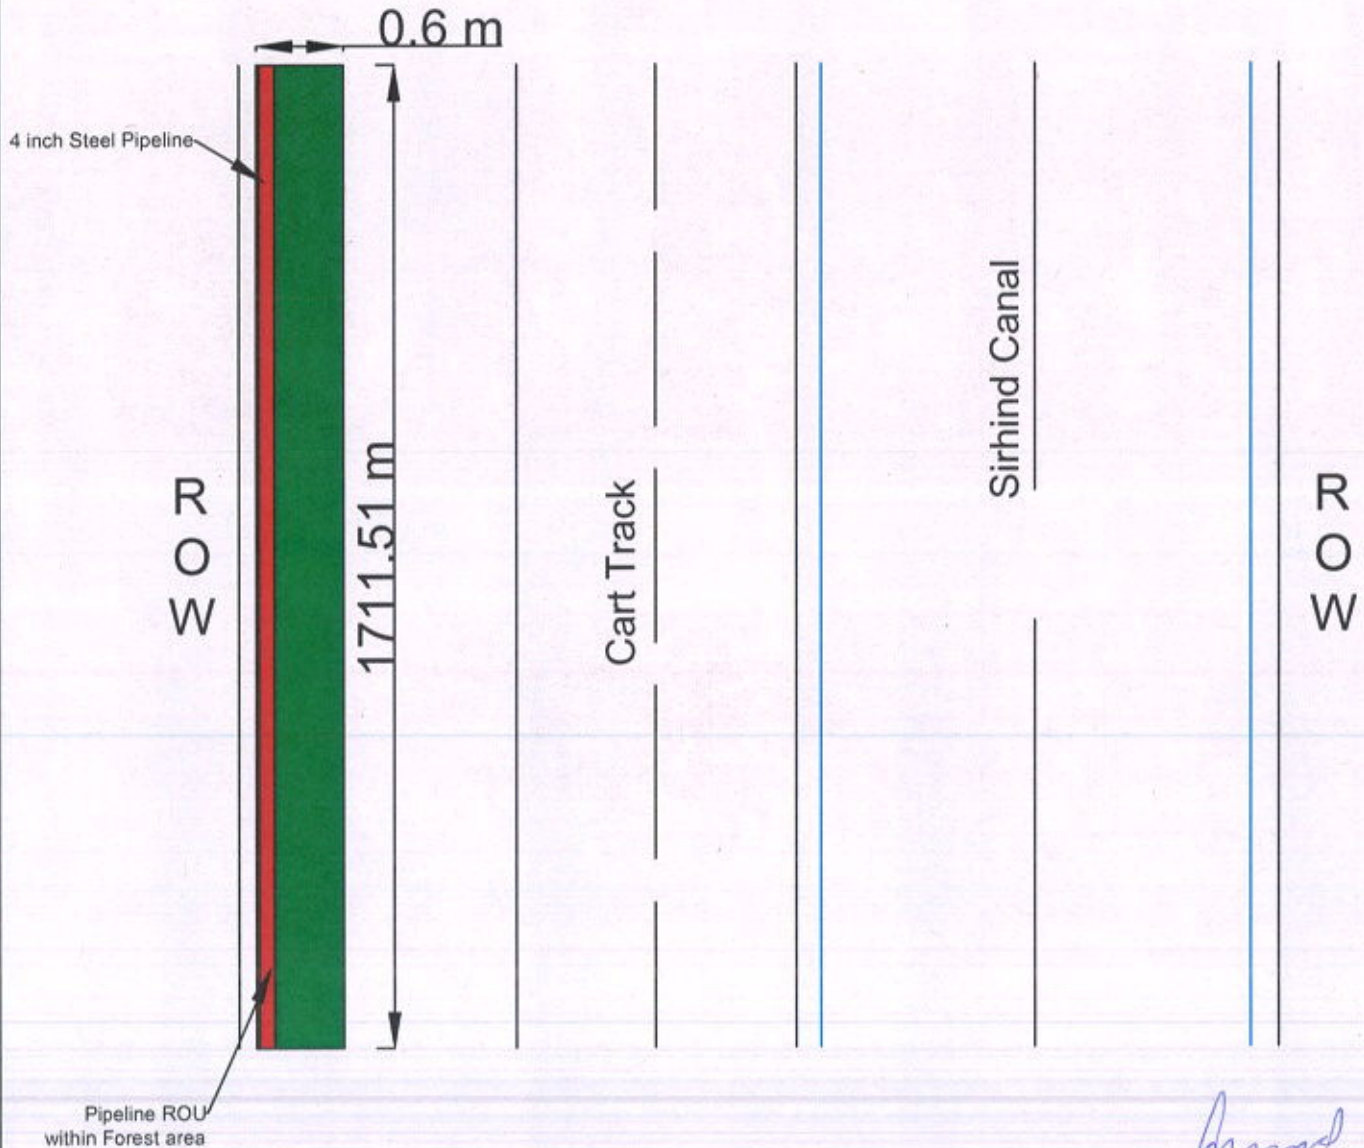 0.6 m
4 inch Steel Pipeline
1711.51 m
R
O
W
Cart Track
Sirhind Canal
R
O
W
Pipeline ROU
within Forest area